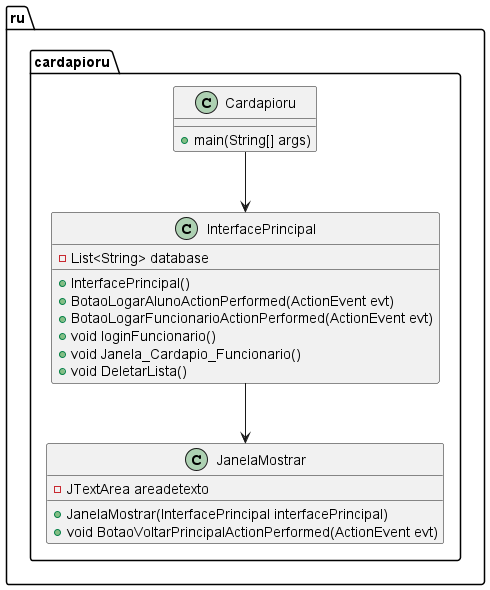 ru
cardapioru
C Cardapioru
main(String[] args)
C InterfacePrincipal
List<String> database
InterfacePrincipal()
BotaoLogarAlunoActionPerformed(ActionEvent evt)
BotaoLogarFuncionarioActionPerformed(ActionEvent evt)
void loginFuncionario()
void Janela_Cardapio_Funcionario()
void DeletarLista()
C JanelaMostrar
JTextArea areadetexto
JanelaMostrar(InterfacePrincipal interfacePrincipal)
void BotaoVoltarPrincipalActionPerformed(ActionEvent evt)